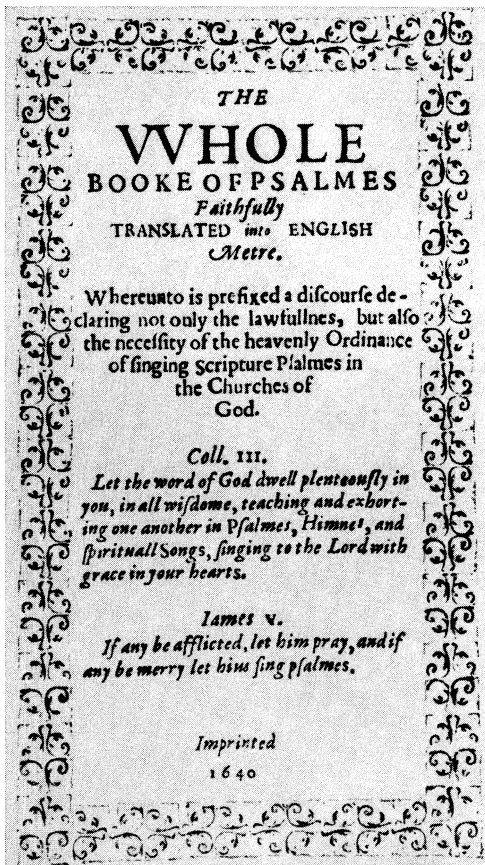 THE
VVHOLE
BOOKE OF PSALMES
Faithfully
TRANSLATED into ENGLISH
Metre.
Whereunto is prefixed a diſcourſe de-
claring not only the lawfullnes, but alſo
the neceſſity of the heavenly Ordinance
of ſinging Scripture Pſalmes in
the Churches of
God.
Coll. III.
Let the word of God dwell plenteouſly in
you, in all wiſdome, teaching and exhort-
ing one another in Pſalmes, Himnes, and
ſpirituall Songs, ſinging to the Lord with
grace in your hearts.
Iames V.
If any be afflicted, let him pray, and if
any be merry let him ſing pſalmes.
Imprinted
1640